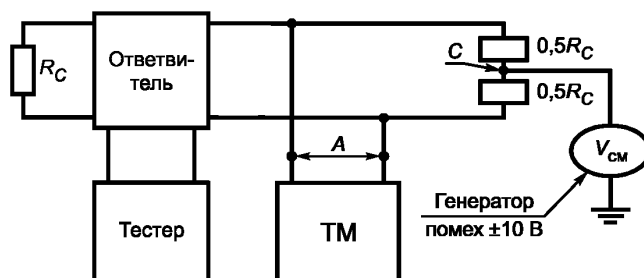 R_C
Ответви-
тель
C
0,5R_C
0,5R_C
A
V_СМ
Тестер
ТМ
Генератор
помех ±10 В